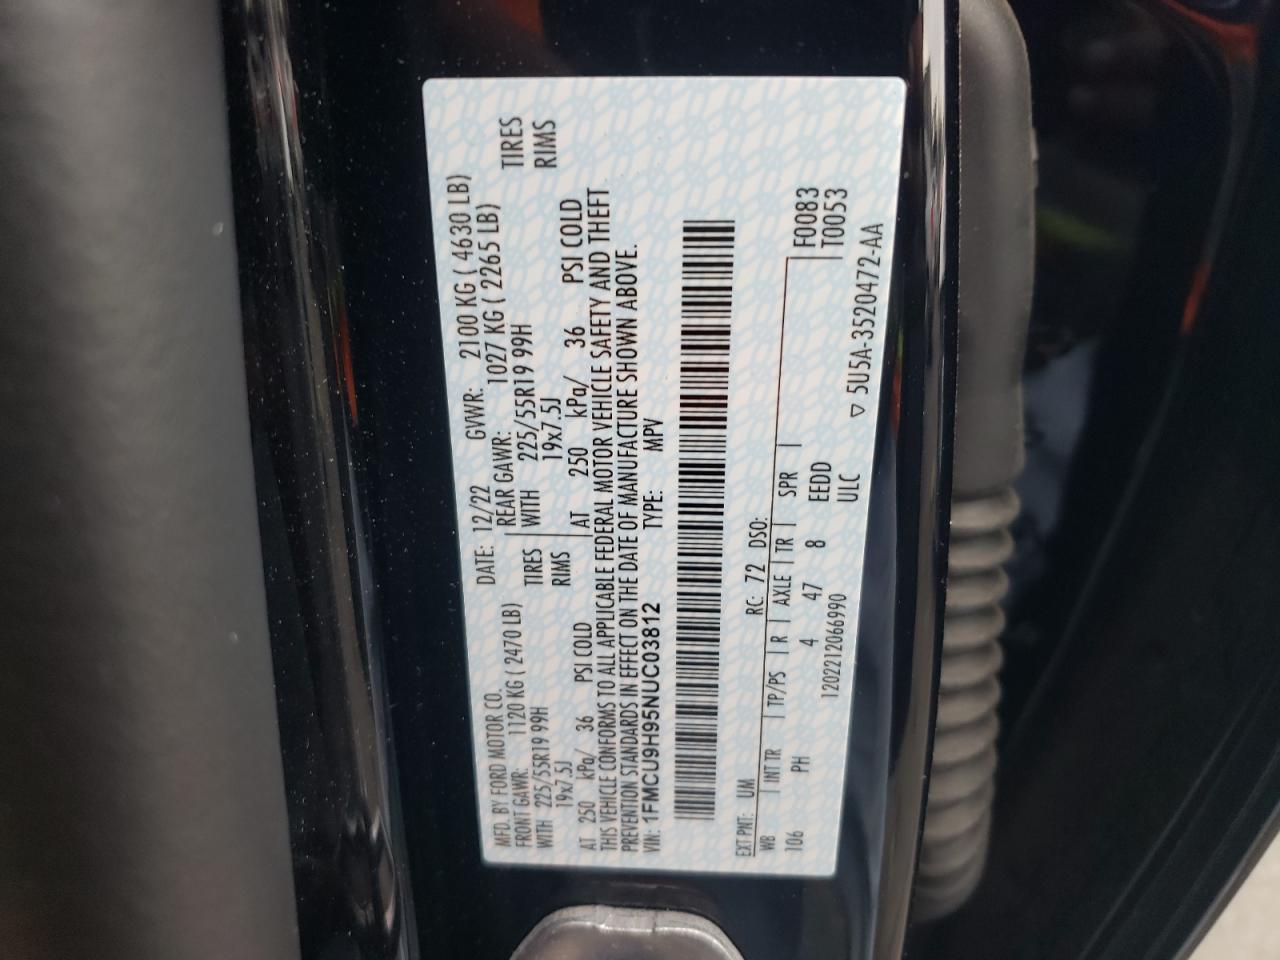 MFD. BY FORD MOTOR CO.
DATE: 12/22 GVWR: 2100 KG ( 4630 LB)
FRONT GAWR: 1120 KG ( 2470 LB) REAR GAWR: 1027 KG ( 2265 LB)
WITH 225/55R19 99H TIRES WITH 225/55R19 99H TIRES
19x7.5J RIMS 19x7.5J RIMS
AT 250 kPa/ 36 PSI COLD AT 250 kPa/ 36 PSI COLD
THIS VEHICLE CONFORMS TO ALL APPLICABLE FEDERAL MOTOR VEHICLE SAFETY AND THEFT
PREVENTION STANDARDS IN EFFECT ON THE DATE OF MANUFACTURE SHOWN ABOVE.
VIN: 1FMCU9H95NUC03812 TYPE: MPV
EXT PNT: UM RC: 72 DSO:
WB INT TR TP/PS R AXLE TR SPR F0083
106 PH 4 47 8 EEDD T0053
120221206690 ULC
▽ 5U5A-3520472-AA